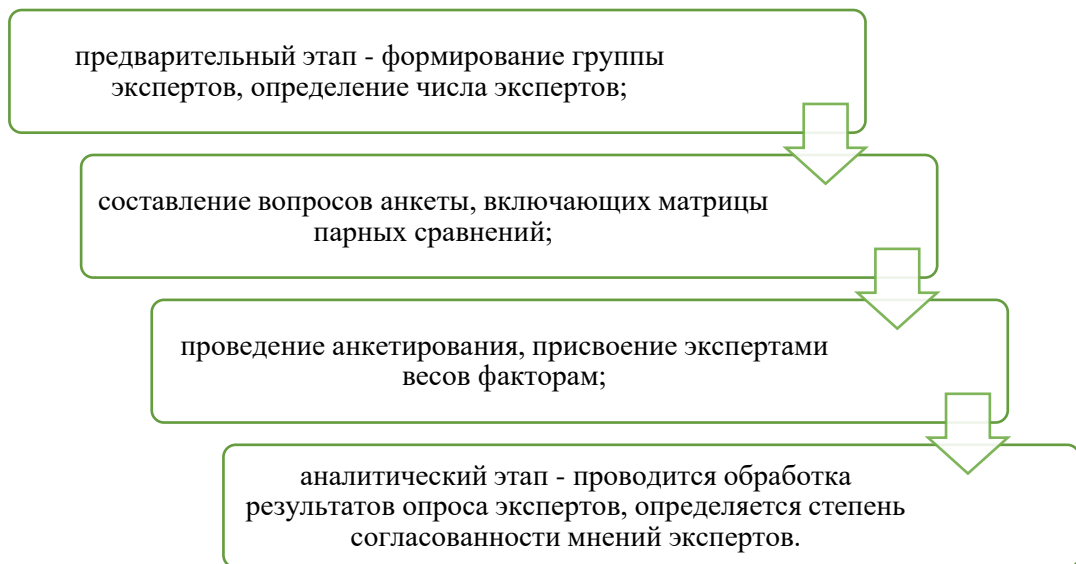 предварительный этап - формирование группы
экспертов, определение числа экспертов;
составление вопросов анкеты, включающих матрицы
парных сравнений;
проведение анкетирования, присвоение экспертами
весов факторам;
аналитический этап - проводится обработка
результатов опроса экспертов, определяется степень
согласованности мнений экспертов.